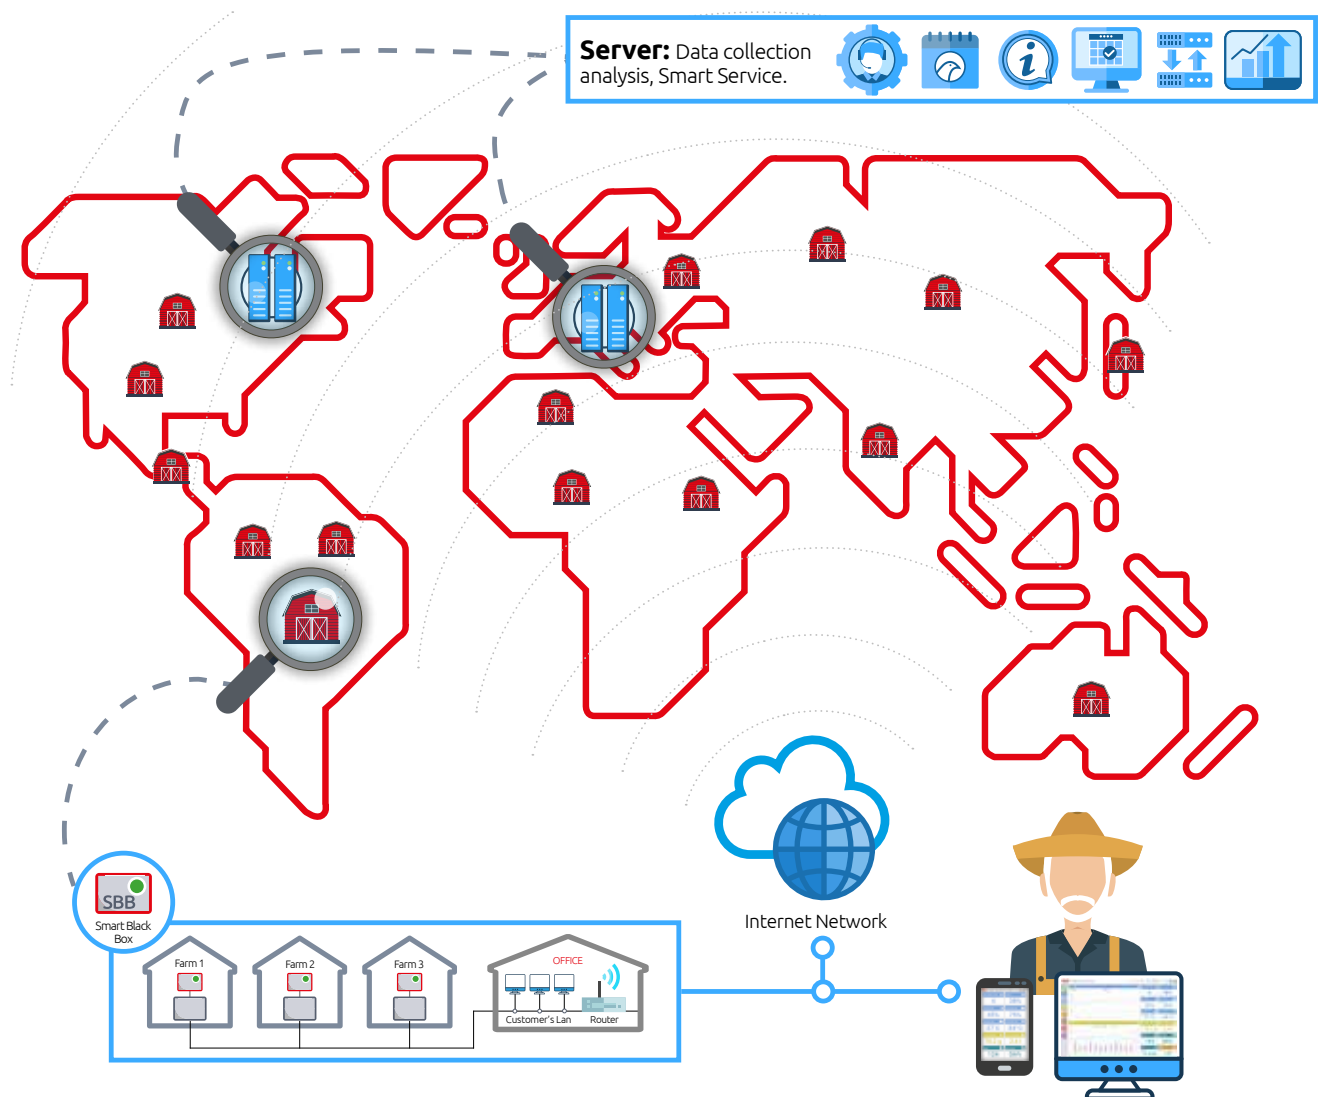 Server: Data collection
analysis, Smart Service.
Internet Network
SBB
Smart Black
Box
Farm 1
Farm 2
Farm 3
OFFICE
Customer's Lan
Router